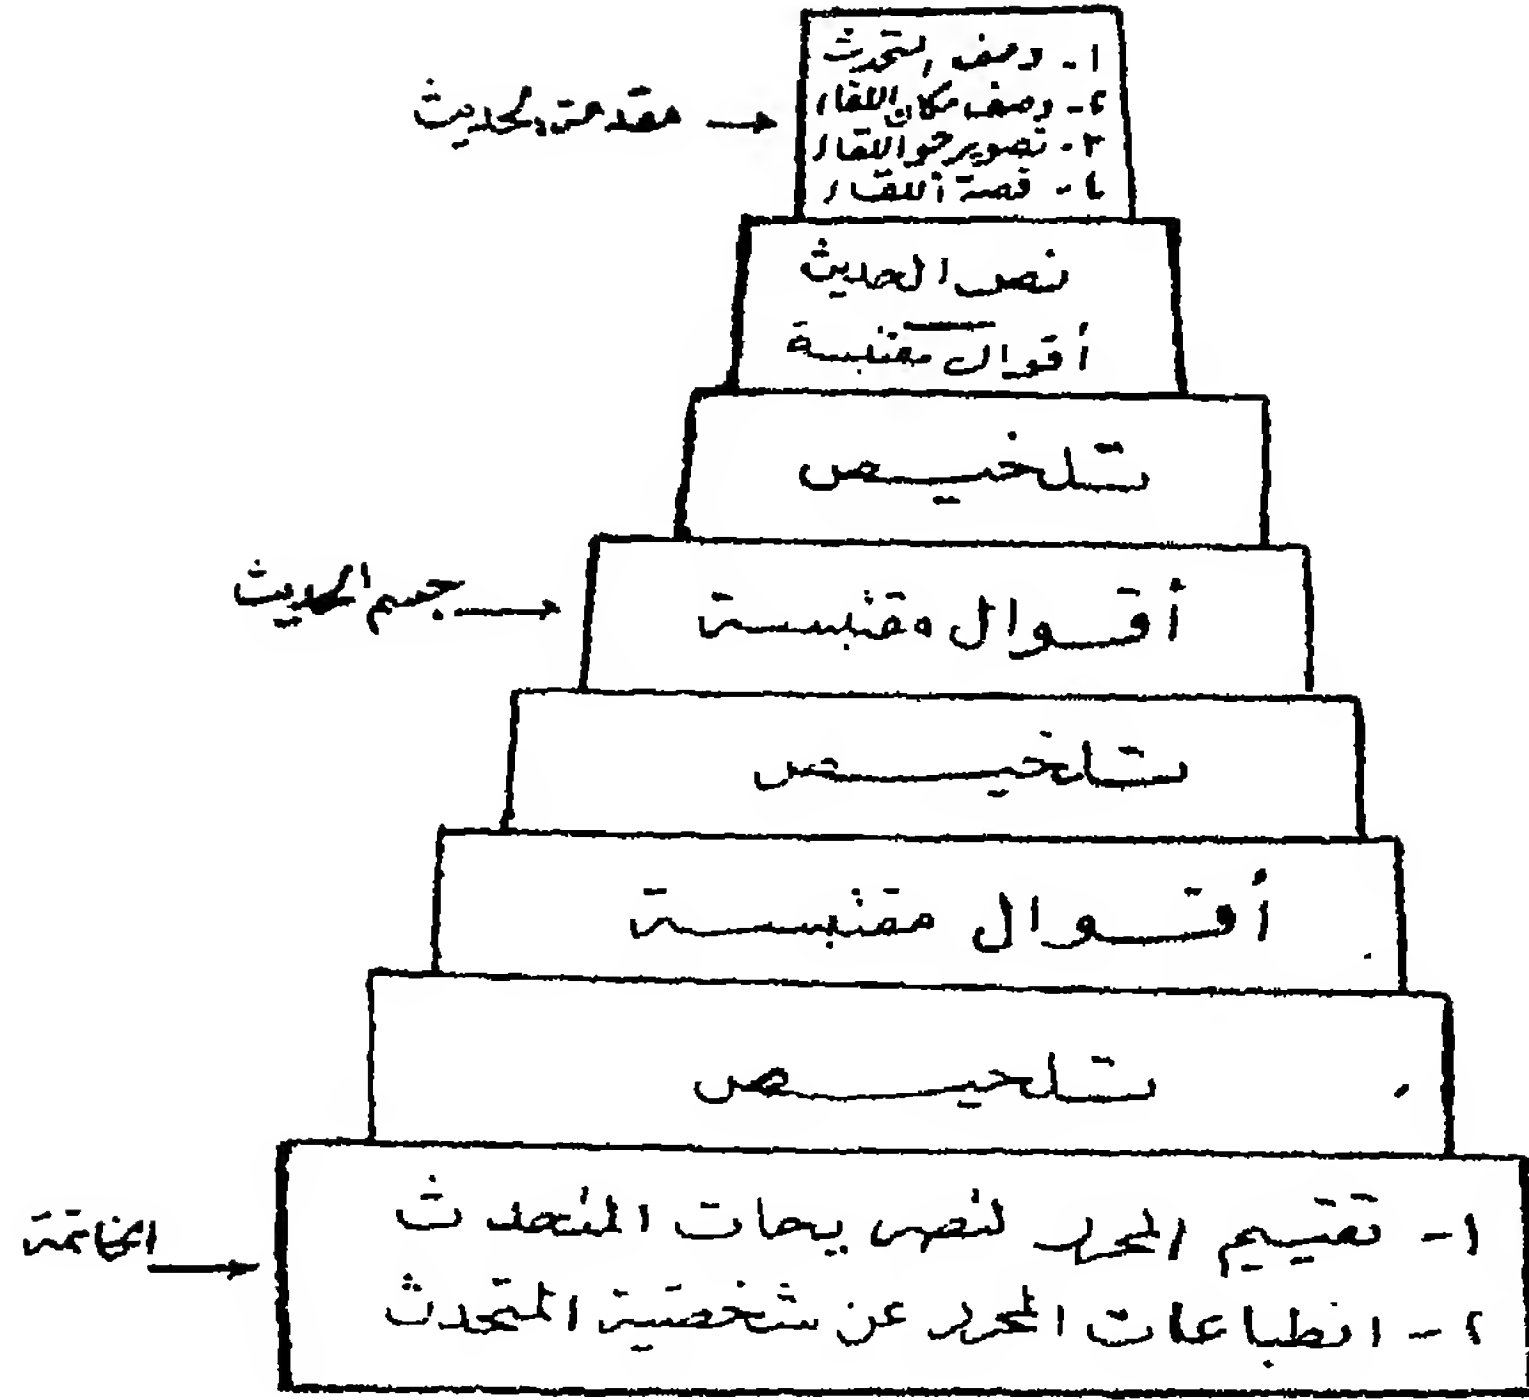 ١- وصف المتحدث
٢- وصف مكان اللقاء
٣- تصوير جو اللقاء
٤- قصة اللقاء
مقدمة الحديث
نص الحديث
أقوال مقتبسة
تلخيص
أقوال مقتبسة
جسم الحديث
تلخيص
أقوال مقتبسة
تلخيص
١- تقييم المحرر لتصريحات المتحدث
٢- انطباعات المحرر عن شخصية المتحدث
الخاتمة